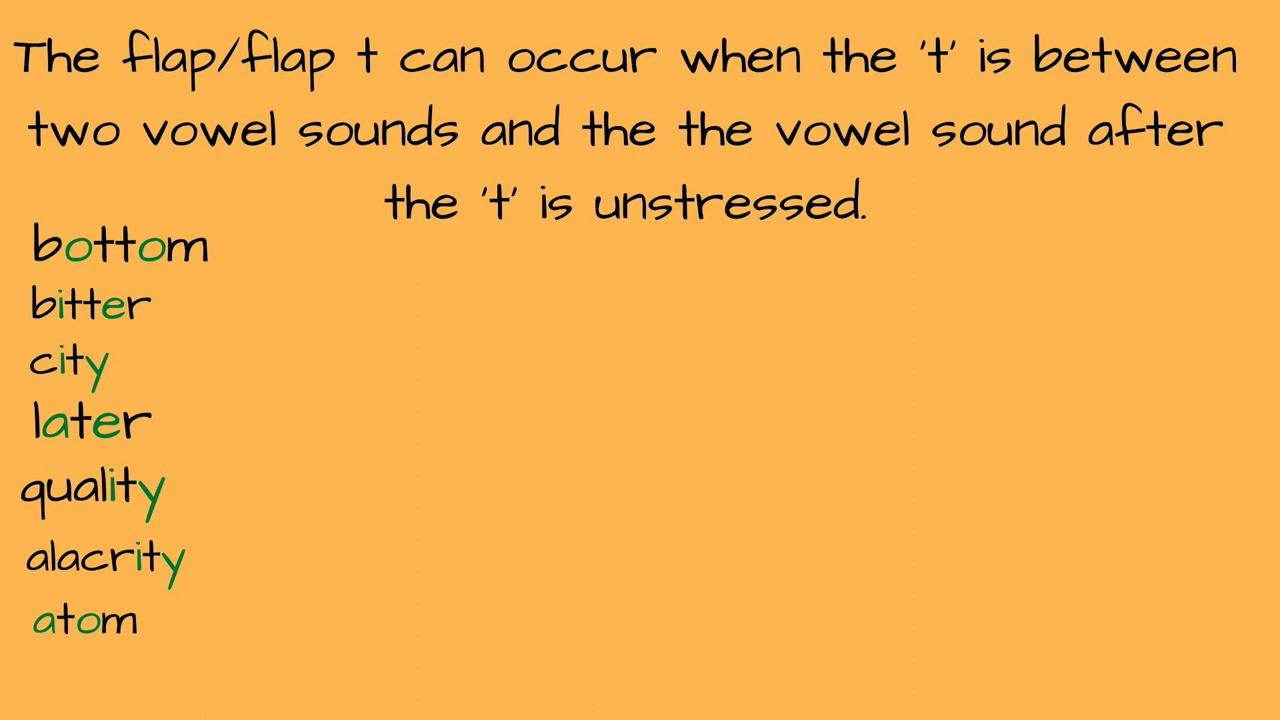 The flap/flap t can occur when the 't' is between
two vowel sounds and the the vowel sound after
the 't' is unstressed.
bottom
bitter
city
later
quality
alacrity
atom